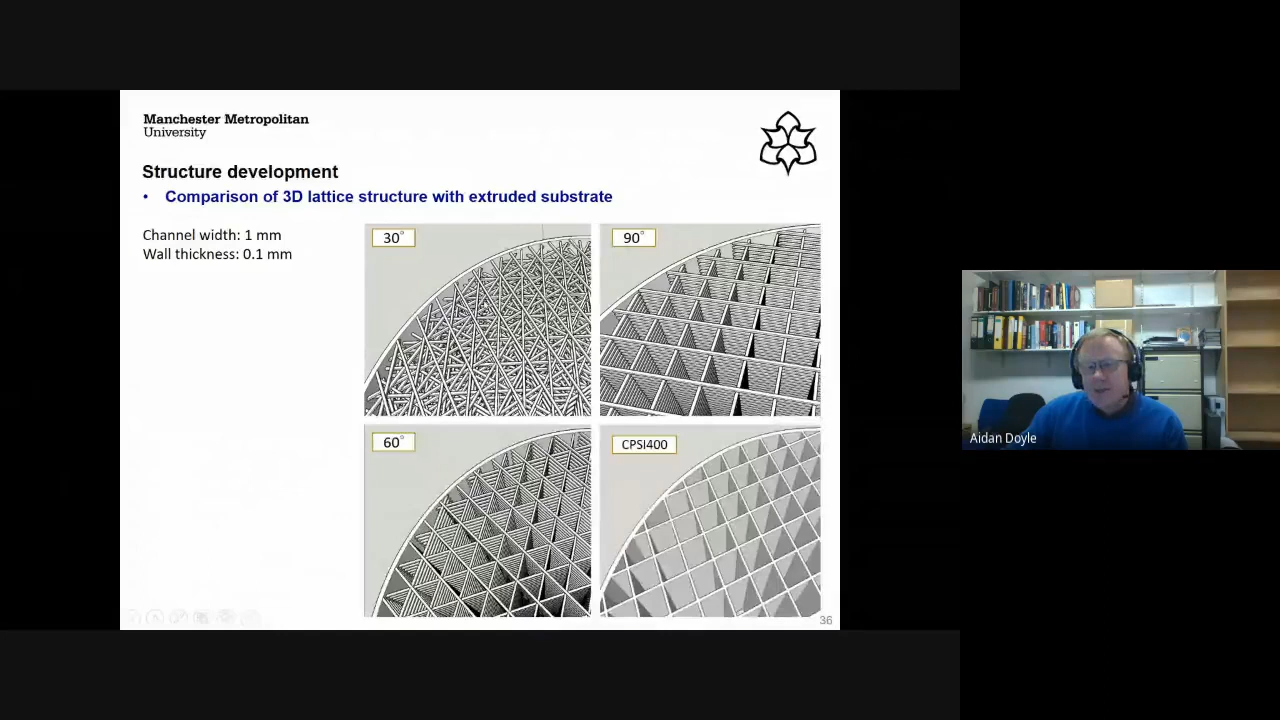 Manchester Metropolitan
University
Structure development
• Comparison of 3D lattice structure with extruded substrate
Channel width: 1 mm
Wall thickness: 0.1 mm
30°
90°
60°
CPSI400
36
Aidan Doyle